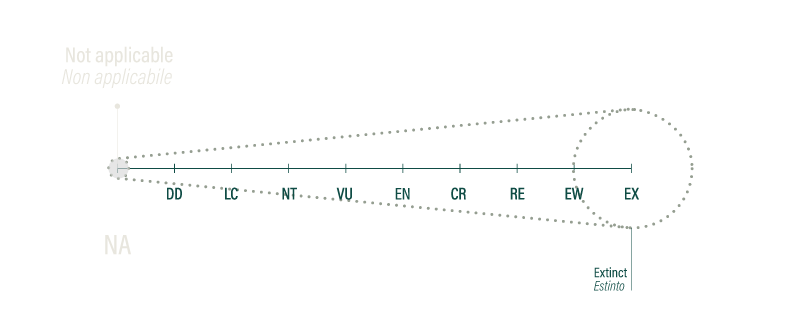 Not applicable
Non applicabile
DD LC NT VU EN CR RE EW EX
NA
Extinct
Estinto